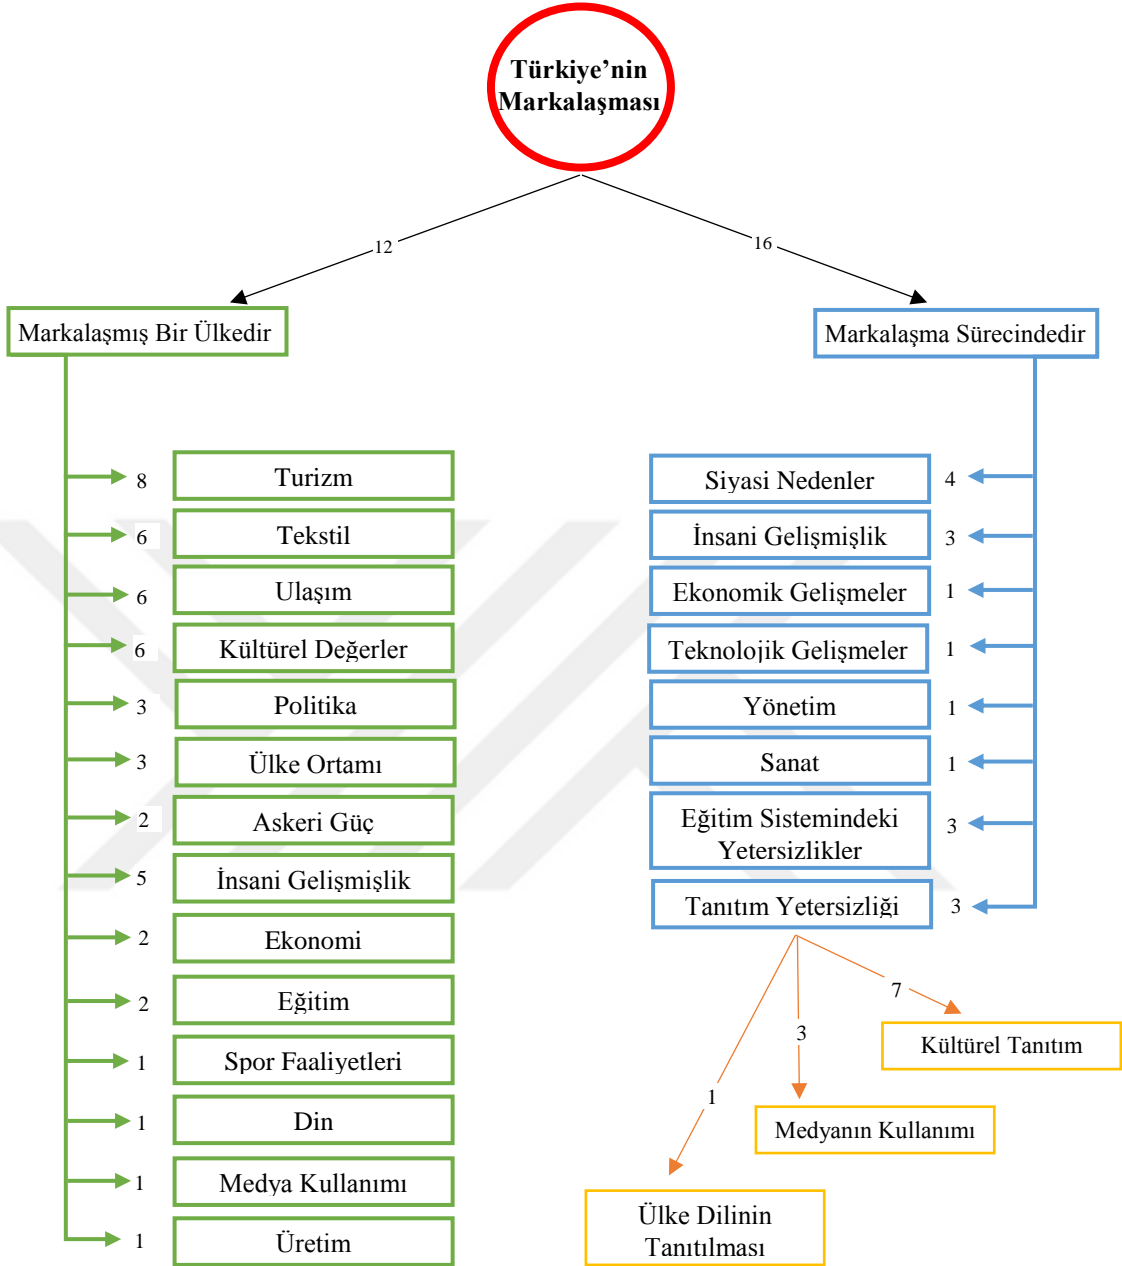 Türkiye’nin
Markalaşması
12
16
Markalaşmış Bir Ülkedir
Markalaşma Sürecindedir
8
Turizm
6
Tekstil
6
Ulaşım
6
Kültürel Değerler
3
Politika
3
Ülke Ortamı
2
Askeri Güç
5
İnsani Gelişmişlik
2
Ekonomi
2
Eğitim
1
Spor Faaliyetleri
1
Din
1
Medya Kullanımı
1
Üretim
Siyasi Nedenler
4
İnsani Gelişmişlik
3
Ekonomik Gelişmeler
1
Teknolojik Gelişmeler
1
Yönetim
1
Sanat
1
Eğitim Sistemindeki
Yetersizlikler
3
Tanıtım Yetersizliği
3
7
3
1
Kültürel Tanıtım
Medyanın Kullanımı
Ülke Dilinin
Tanıtılması